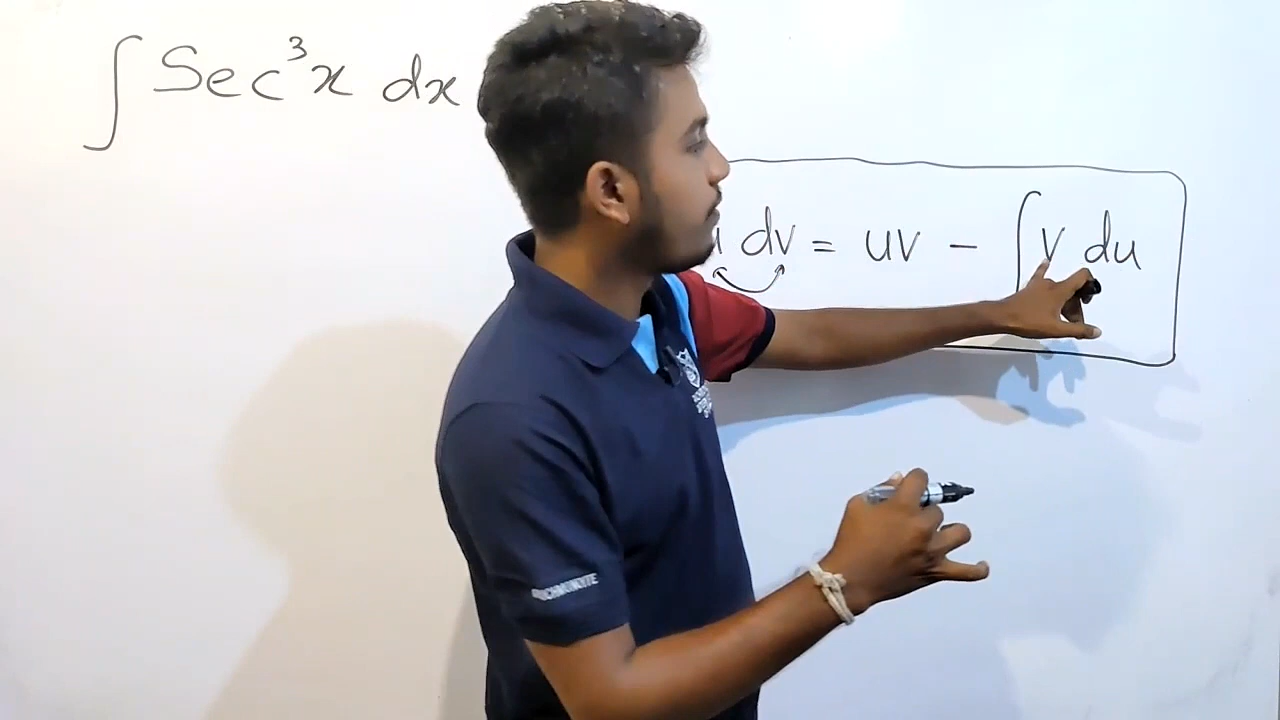 ∫ Sec³x dx
u dv = uv − ∫ v du